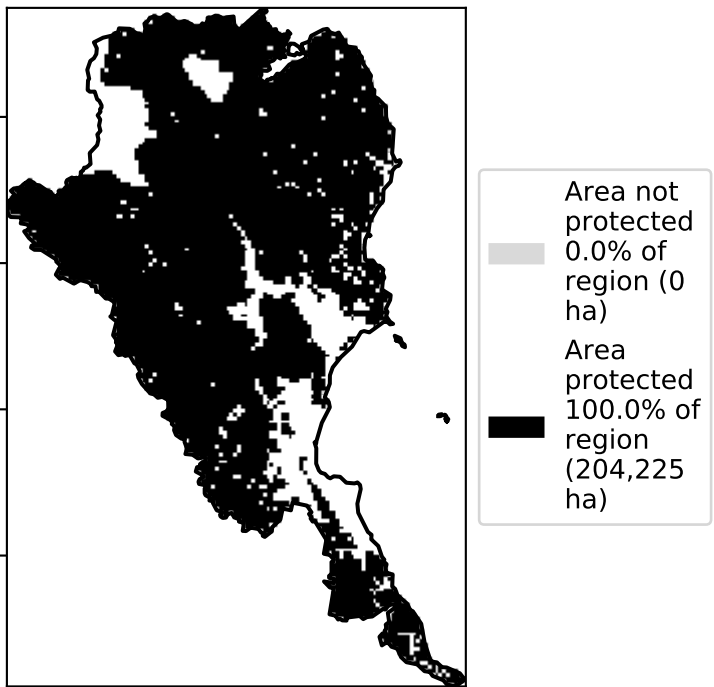 Area not
protected
0.0% of
region (0
ha)
Area
protected
100.0% of
region
(204,225
ha)